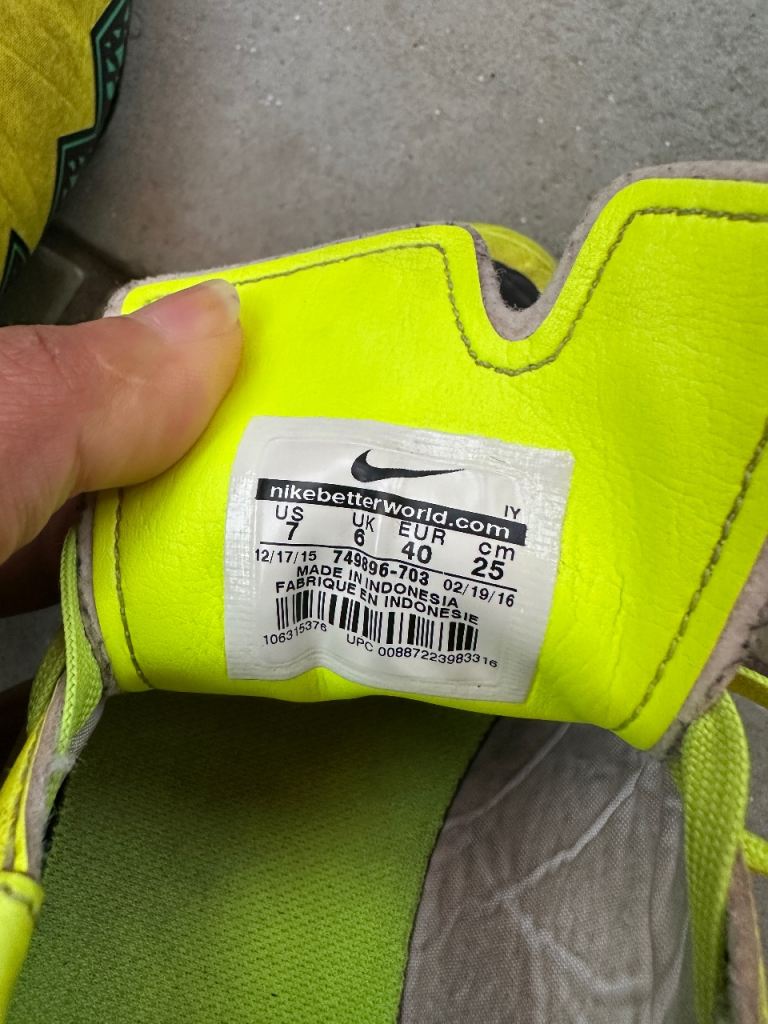 nikebetterworld.com
IY
US UK EUR cm
7 6 40 25
12/17/15 749896-703 02/19/16
MADE IN INDONESIA
FABRIQUE EN INDONESIE
106315376 UPC 00887223983316